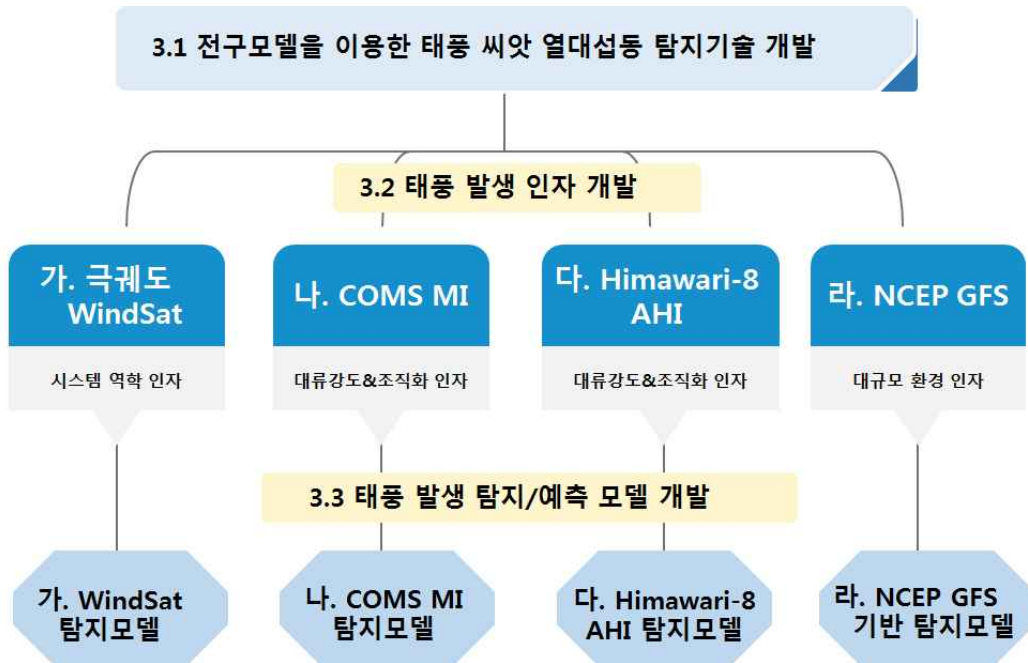 3.1 전구모델을 이용한 태풍 씨앗 열대섭동 탐지기술 개발
3.2 태풍 발생 인자 개발
가. 극궤도
WindSat
시스템 역학 인자
나. COMS MI
대류강도&조직화 인자
다. Himawari-8
AHI
대류강도&조직화 인자
라. NCEP GFS
대규모 환경 인자
3.3 태풍 발생 탐지/예측 모델 개발
가. WindSat
탐지모델
나. COMS MI
탐지모델
다. Himawari-8
AHI 탐지모델
라. NCEP GFS
기반 탐지모델